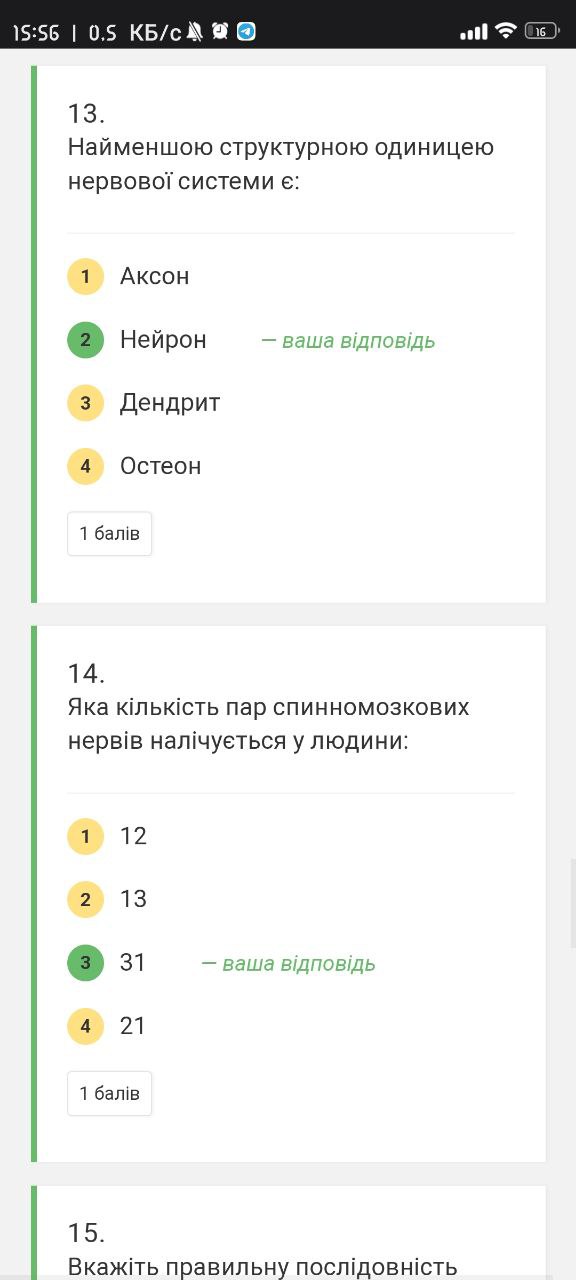 15:56 | 0.5 КБ/с 16
13.
Найменшою структурною одиницею
нервової системи є:
1 Аксон
2 Нейрон — ваша відповідь
3 Дендрит
4 Остеон
1 балів
14.
Яка кількість пар спинномозкових
нервів налічується у людини:
1 12
2 13
3 31 — ваша відповідь
4 21
1 балів
15.
Вкажіть правильну послідовність